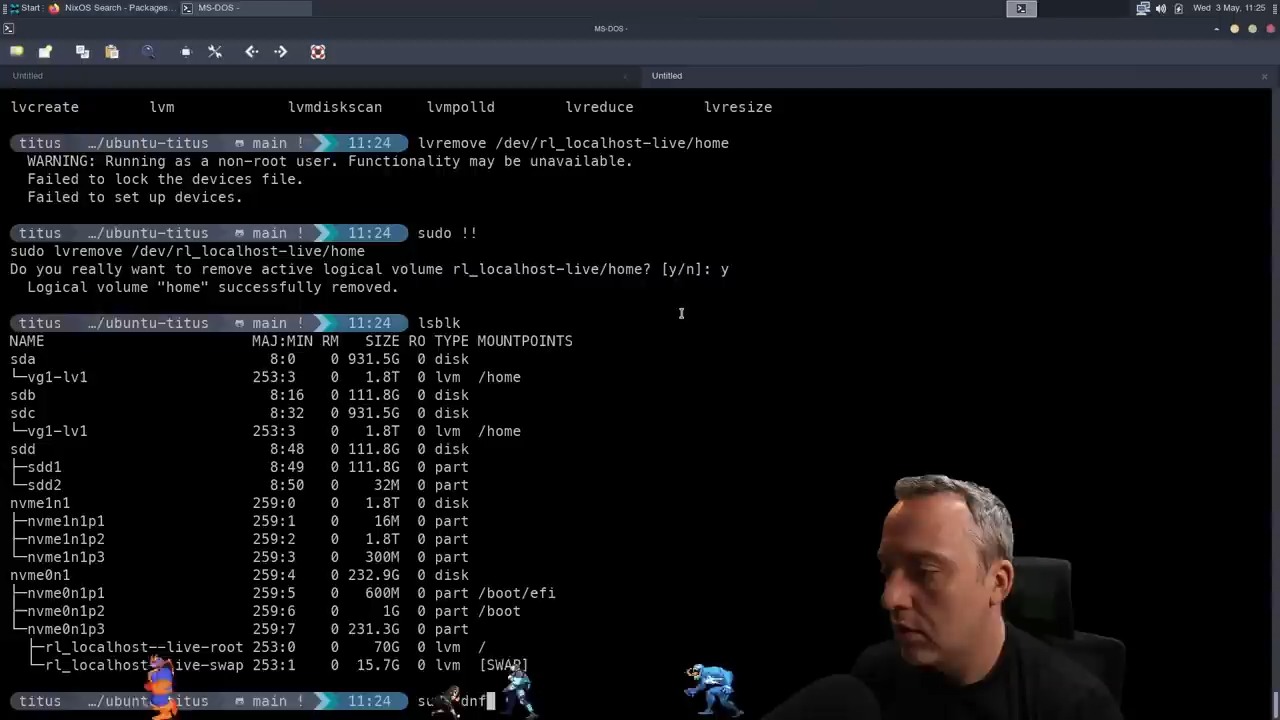 Start NixOS Search - Packages... MS-DOS - Wed 3 May, 11:25
MS-DOS -
Untitled Untitled
lvcreate lvm lvmdiskscan lvmpolld lvreduce lvresize
titus …/ubuntu-titus main ! 11:24 lvremove /dev/rl_localhost-live/home
WARNING: Running as a non-root user. Functionality may be unavailable.
Failed to lock the devices file.
Failed to set up devices.
titus …/ubuntu-titus main ! 11:24 sudo !!
sudo lvremove /dev/rl_localhost-live/home
Do you really want to remove active logical volume rl_localhost-live/home? [y/n]: y
Logical volume "home" successfully removed.
titus …/ubuntu-titus main ! 11:24 lsblk
NAME MAJ:MIN RM SIZE RO TYPE MOUNTPOINTS
sda 8:0 0 931.5G 0 disk
└─vg1-lv1 253:3 0 1.8T 0 lvm /home
sdb 8:16 0 111.8G 0 disk
sdc 8:32 0 931.5G 0 disk
└─vg1-lv1 253:3 0 1.8T 0 lvm /home
sdd 8:48 0 111.8G 0 disk
├─sdd1 8:49 0 111.8G 0 part
└─sdd2 8:50 0 32M 0 part
nvme1n1 259:0 0 1.8T 0 disk
├─nvme1n1p1 259:1 0 16M 0 part
├─nvme1n1p2 259:2 0 1.8T 0 part
└─nvme1n1p3 259:3 0 300M 0 part
nvme0n1 259:4 0 232.9G 0 disk
├─nvme0n1p1 259:5 0 600M 0 part /boot/efi
├─nvme0n1p2 259:6 0 1G 0 part /boot
└─nvme0n1p3 259:7 0 231.3G 0 part
├─rl_localhost--live-root 253:0 0 70G 0 lvm /
└─rl_localhost--live-swap 253:1 0 15.7G 0 lvm [SWAP]
titus …/ubuntu-titus main ! 11:24 dnf